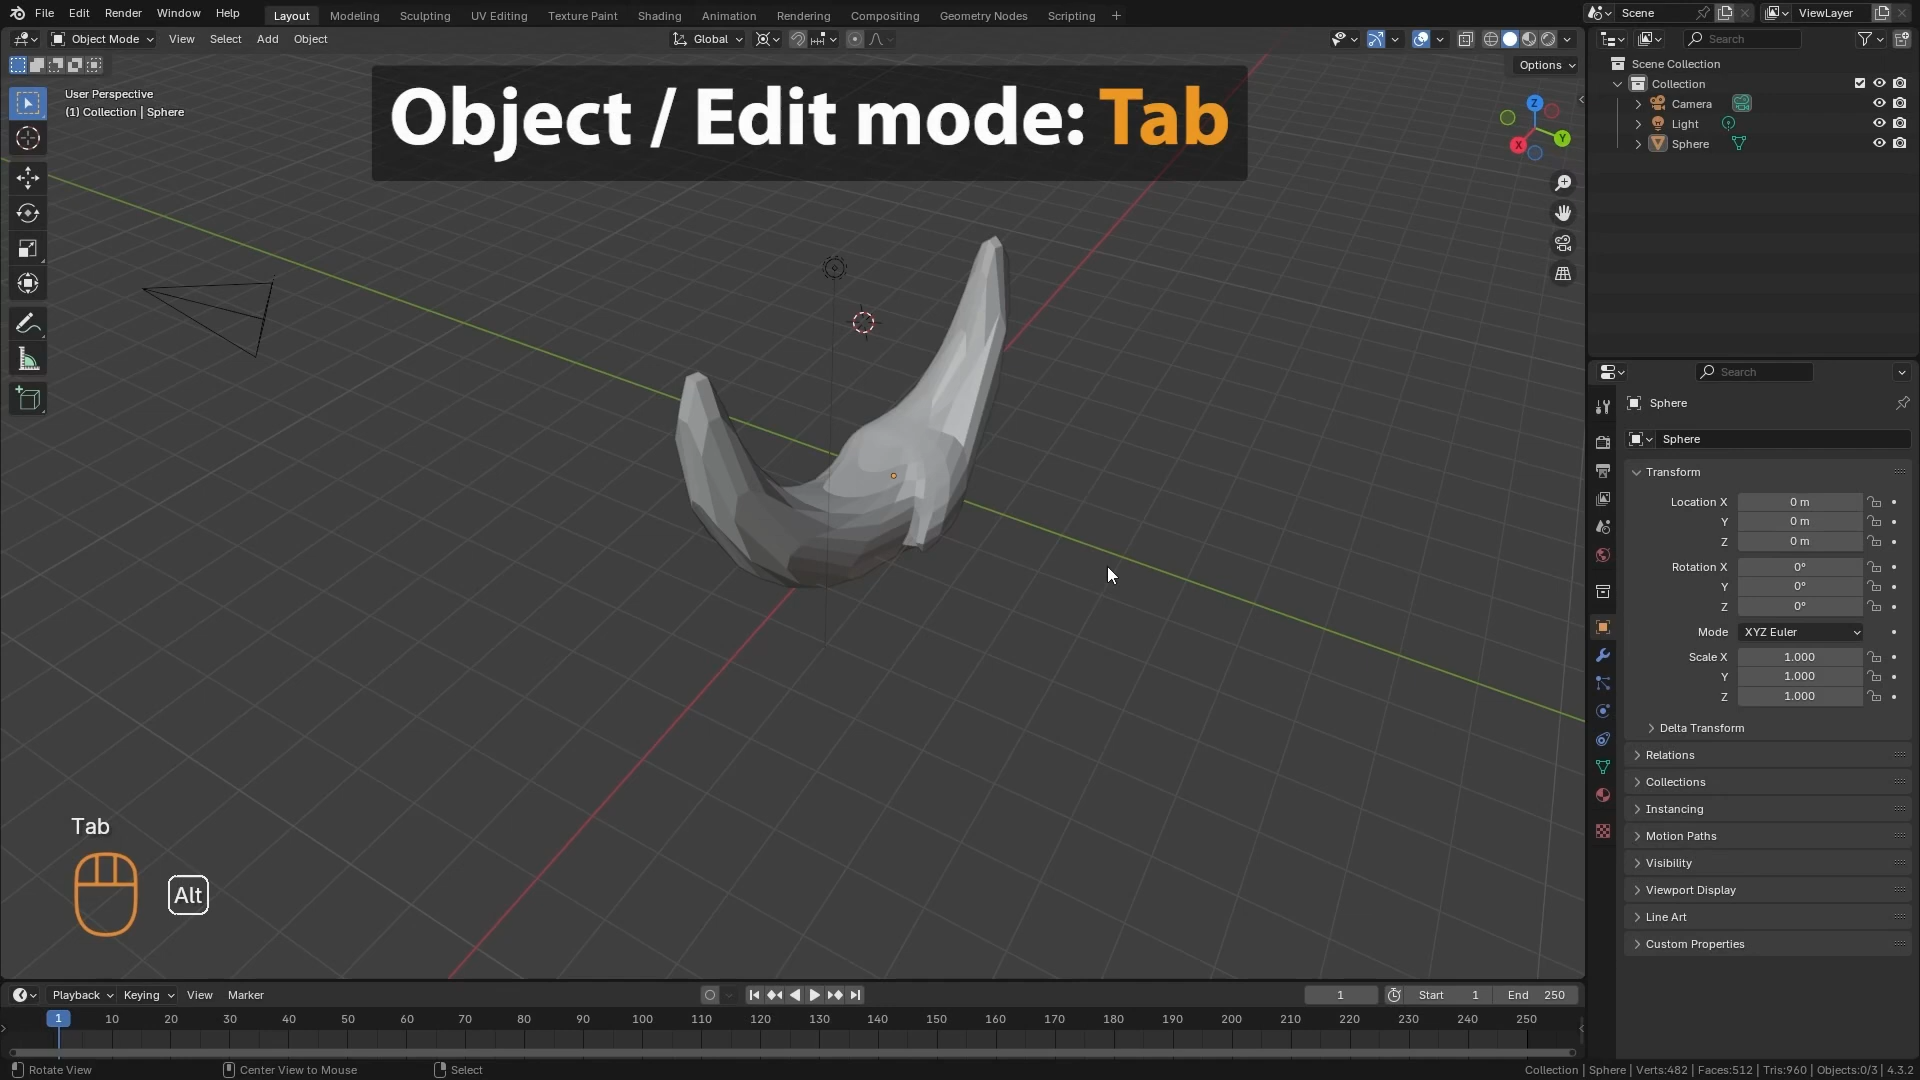 File Edit Render Window Help Layout Modeling Sculpting UV Editing Texture Paint Shading Animation Rendering Compositing Geometry Nodes Scripting + Scene ViewLayer
Object Mode View Select Add Object Global Search
Options
User Perspective
(1) Collection | Sphere
Object / Edit mode: Tab
Z
Y
X
Scene Collection
Collection
Camera
Light
Sphere
Search
Sphere
Sphere
Transform
Location X 0 m
Y 0 m
Z 0 m
Rotation X 0°
Y 0°
Z 0°
Mode XYZ Euler
Scale X 1.000
Y 1.000
Z 1.000
Delta Transform
Relations
Collections
Instancing
Motion Paths
Visibility
Viewport Display
Line Art
Custom Properties
Tab
Alt
Playback Keying View Marker 1 Start 1 End 250
1 10 20 30 40 50 60 70 80 90 100 110 120 130 140 150 160 170 180 190 200 210 220 230 240 250
Rotate View Center View to Mouse Select Collection | Sphere | Verts:482 | Faces:512 | Tris:960 | Objects:0/3 | 4.3.2